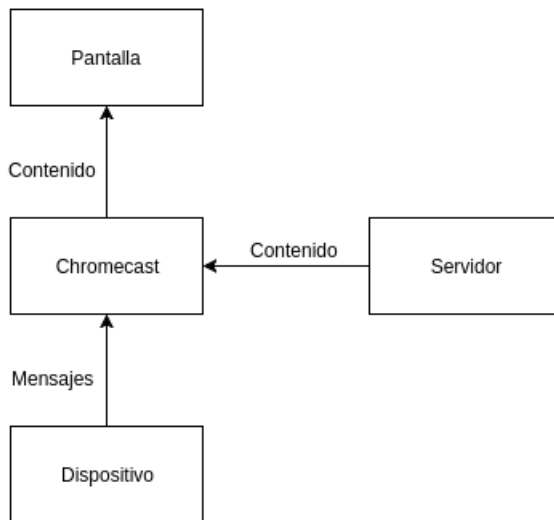 Pantalla
Contenido
Chromecast
Contenido
Servidor
Mensajes
Dispositivo